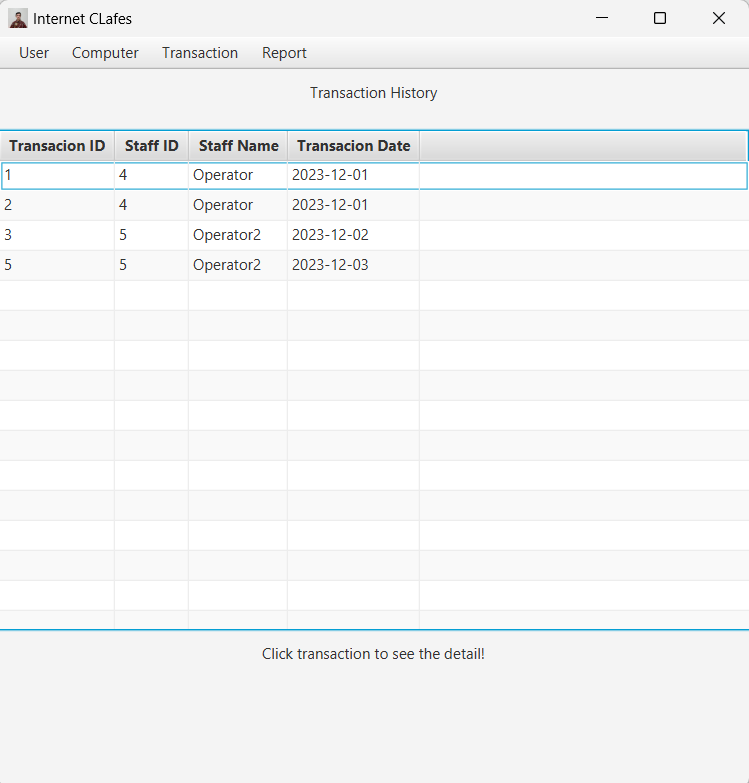 Internet CLafes
User Computer Transaction Report
Transaction History
Transacion ID Staff ID Staff Name Transacion Date
1 4 Operator 2023-12-01
2 4 Operator 2023-12-01
3 5 Operator2 2023-12-02
5 5 Operator2 2023-12-03
Click transaction to see the detail!